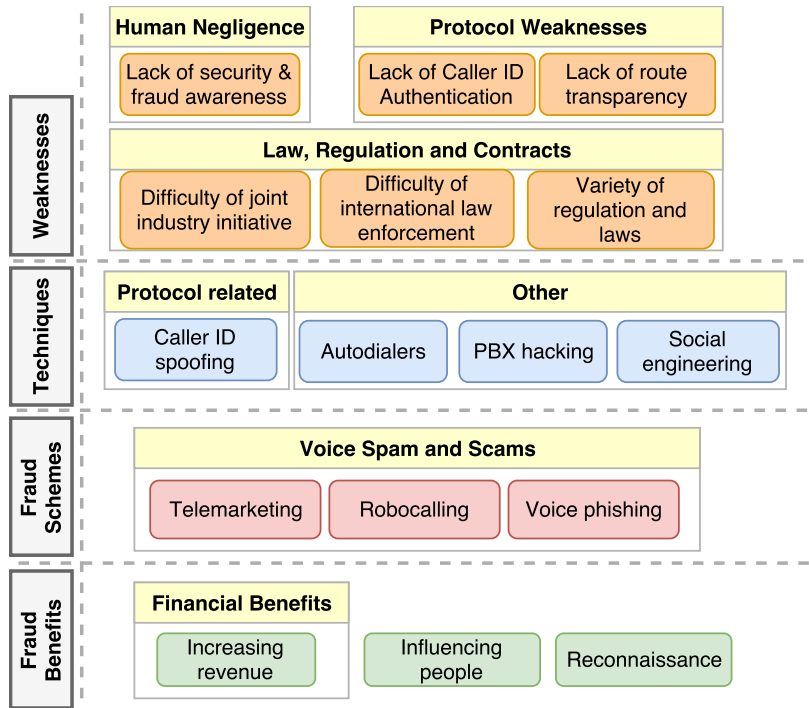 Weaknesses
Human Negligence
Lack of security &
fraud awareness
Protocol Weaknesses
Lack of Caller ID
Authentication
Lack of route
transparency
Law, Regulation and Contracts
Difficulty of joint
industry initiative
Difficulty of
international law
enforcement
Variety of
regulation and
laws
Techniques
Protocol related
Caller ID
spoofing
Other
Autodialers
PBX hacking
Social
engineering
Fraud
Schemes
Voice Spam and Scams
Telemarketing
Robocalling
Voice phishing
Fraud
Benefits
Financial Benefits
Increasing
revenue
Influencing
people
Reconnaissance